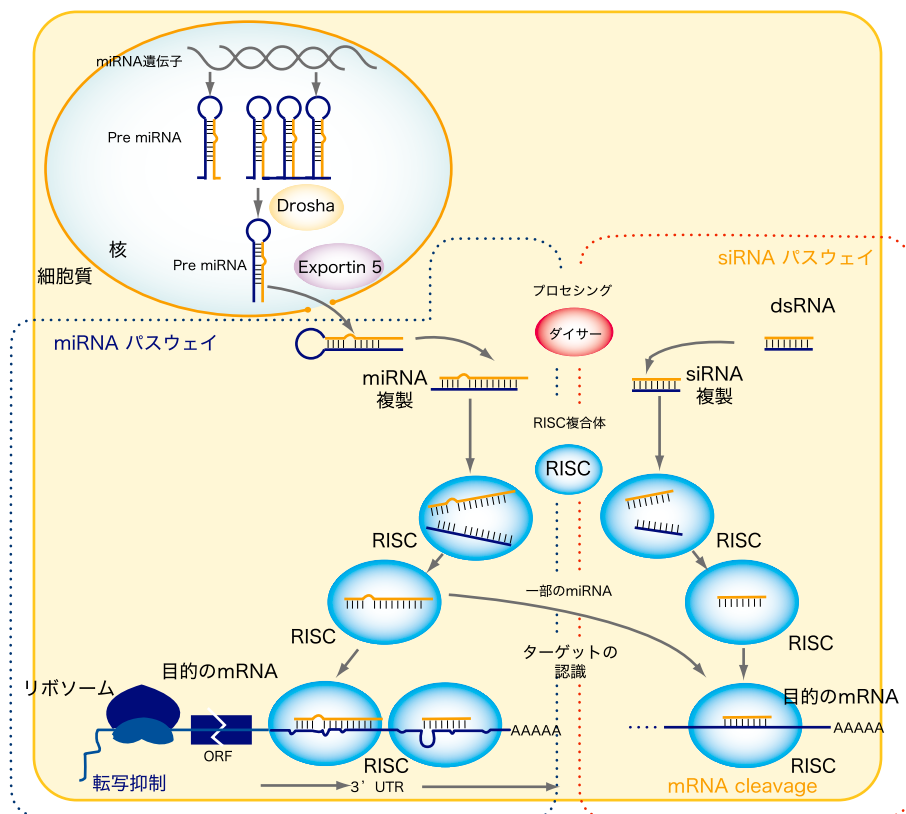 miRNA遺伝子
Pre miRNA
Drosha
核
Pre miRNA
Exportin 5
細胞質
siRNA パスウェイ
プロセシング
dsRNA
miRNA パスウェイ
ダイサー
miRNA
複製
siRNA
複製
RISC複合体
RISC
RISC
RISC
一部のmiRNA
RISC
RISC
ターゲットの
認識
目的のmRNA
リボソーム
目的のmRNA
AAAAA
AAAAA
ORF
RISC
RISC
転写抑制
3’ UTR
mRNA cleavage